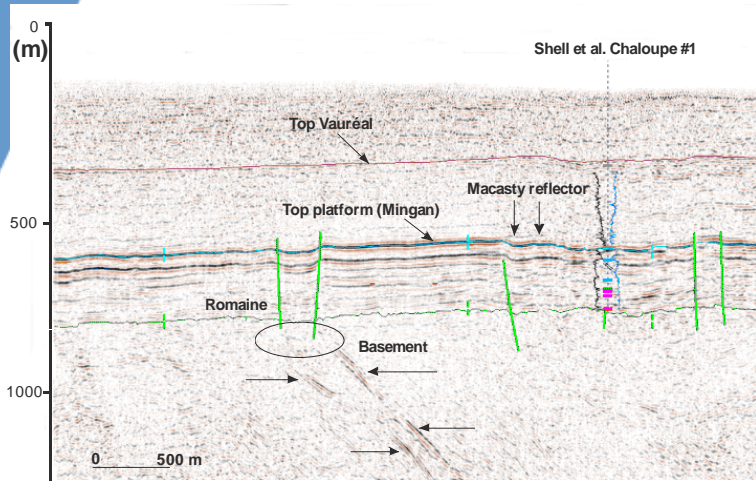 0
(m)
Shell et al. Chaloupe #1
Top Vauréal
Macasty reflector
500
Top platform (Mingan)
Romaine
Basement
1000
0 500 m